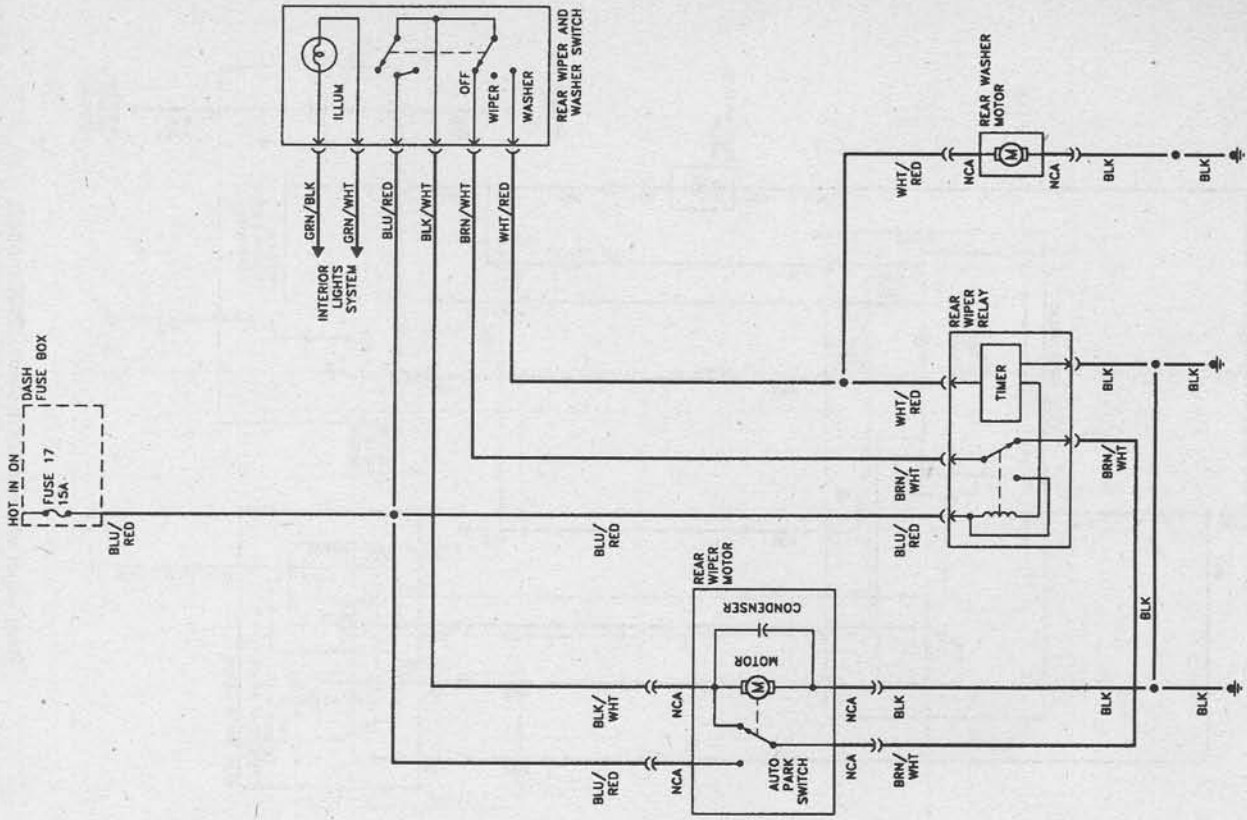 HOT IN ON
DASH
FUSE BOX
FUSE 17
15A
BLU/
RED
ILLUM
OFF
WIPER
WASHER
REAR WIPER AND
WASHER SWITCH
GRN/BLK
GRN/WHT
BLU/RED
BLK/WHT
BRN/WHT
WHT/RED
INTERIOR
LIGHTS
SYSTEM
BLU/
RED
REAR
WIPER
MOTOR
CONDENSER
MOTOR
M
AUTO
PARK
SWITCH
BLU/
RED
NCA
BLK/
WHT
NCA
NCA
BRN/
WHT
NCA
BLK
BLK
BLK
BLK
REAR
WIPER
RELAY
TIMER
BLU/
RED
BRN/
WHT
WHT/
RED
BRN/
WHT
BLK
BLK
REAR WASHER
MOTOR
M
WHT/
RED
NCA
NCA
BLK
BLK